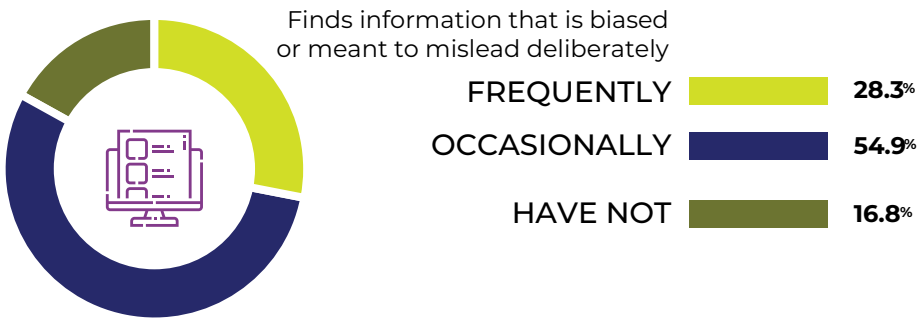 Finds information that is biased
or meant to mislead deliberately
FREQUENTLY 28.3%
OCCASIONALLY 54.9%
HAVE NOT 16.8%